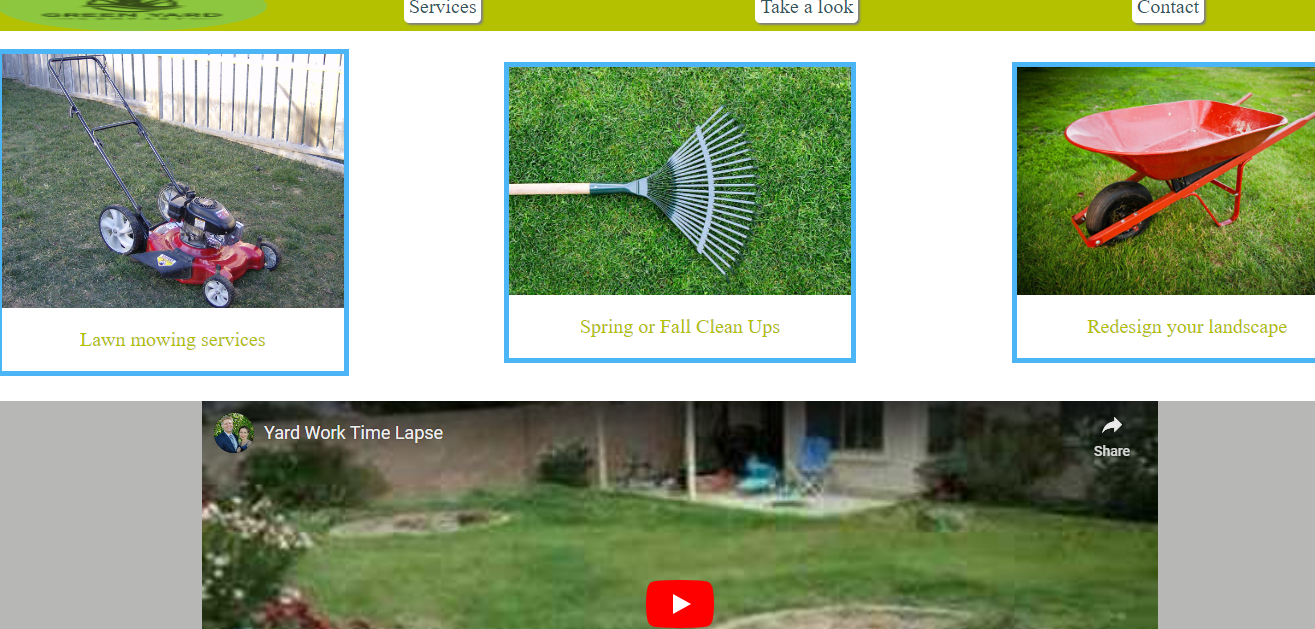 GREEN YARD
Services
Take a look
Contact
Lawn mowing services
Spring or Fall Clean Ups
Redesign your landscape
Yard Work Time Lapse
Share